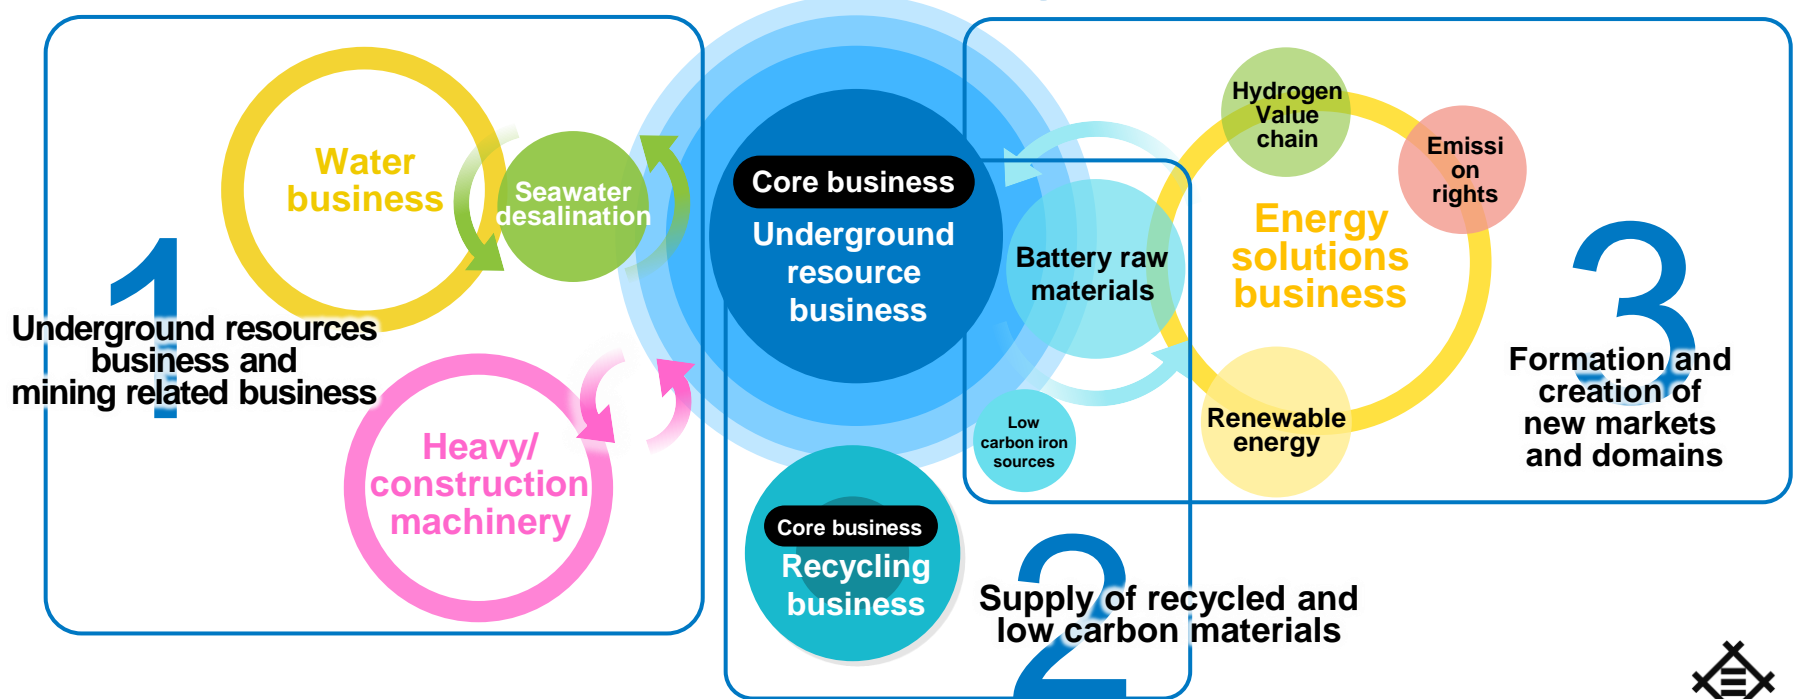 1
Underground resources
business and
mining related business
Water
business
Seawater
desalination
Heavy/
construction
machinery
Core business
Underground
resource
business
Core business
Recycling
business
2
Supply of recycled and
low carbon materials
Battery raw
materials
Low
carbon iron
sources
Hydrogen
Value
chain
Emissi
on
rights
Energy
solutions
business
Renewable
energy
3
Formation and
creation of
new markets
and domains